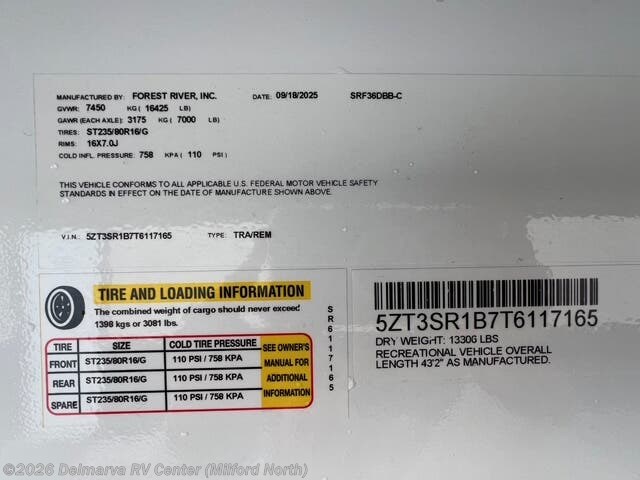 MANUFACTURED BY: FOREST RIVER, INC. DATE: 09/18/2025 SRF36DBB-C
GVWR: 7450 KG ( 16425 LB)
GAWR (EACH AXLE): 3175 KG ( 7000 LB)
TIRES: ST235/80R16/G
RIMS: 16X7.0J
COLD INFL. PRESSURE: 758 KPA ( 110 PSI )
THIS VEHICLE CONFORMS TO ALL APPLICABLE U.S. FEDERAL MOTOR VEHICLE SAFETY
STANDARDS IN EFFECT ON THE DATE OF MANUFACTURE SHOWN ABOVE.
V.I.N.: 5ZT3SR1B7T6117165 TYPE: TRA/REM
TIRE AND LOADING INFORMATION
The combined weight of cargo should never exceed:
1398 kgs or 3081 lbs.
TIRE SIZE COLD TIRE PRESSURE
FRONT ST235/80R16/G 110 PSI / 758 KPA
REAR ST235/80R16/G 110 PSI / 758 KPA
SPARE ST235/80R16/G 110 PSI / 758 KPA
SEE OWNER'S
MANUAL FOR
ADDITIONAL
INFORMATION
SR6117165
5ZT3SR1B7T6117165
DRY WEIGHT: 13306 LBS
RECREATIONAL VEHICLE OVERALL
LENGTH 43'2" AS MANUFACTURED.
©2026 Delmarva RV Center (Milford North)